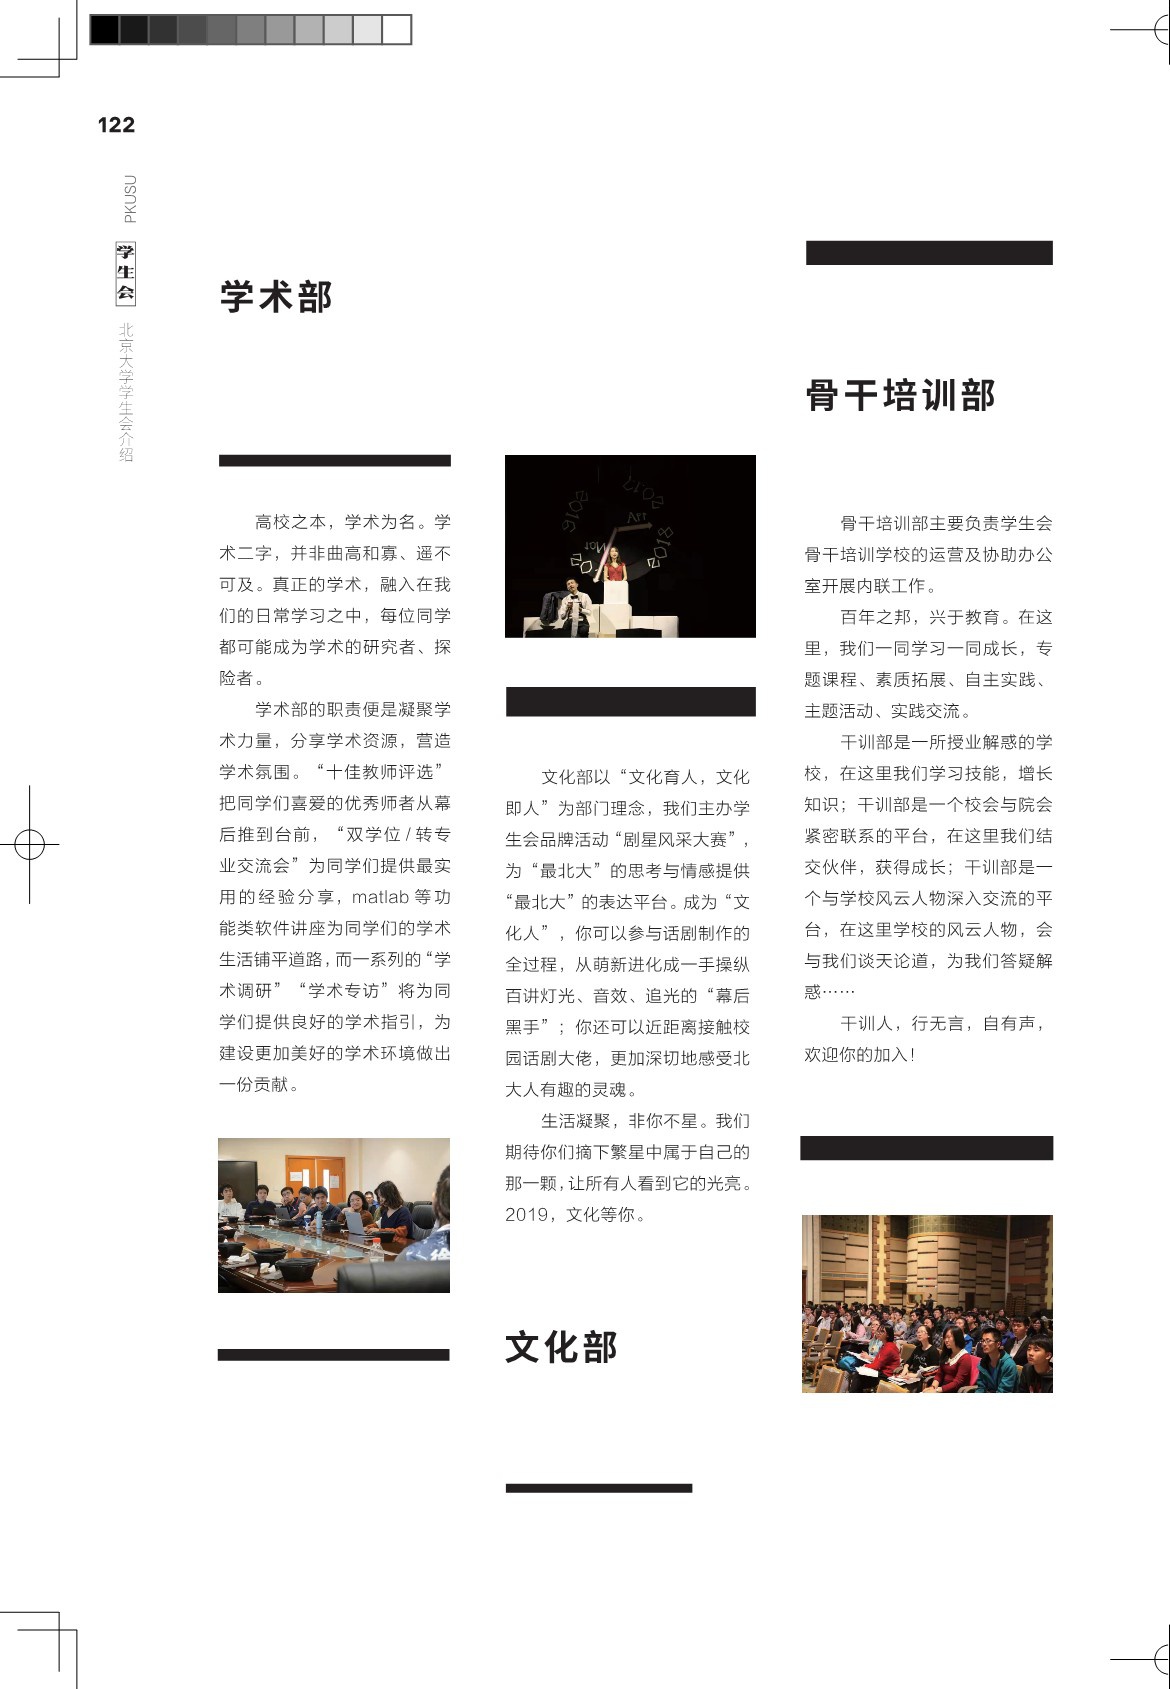 122
PKUSU
学生会
北京大学学生会介绍
学术部
高校之本，学术为名。学
术二字，并非曲高和寡、遥不
可及。真正的学术，融入在我
们的日常学习之中，每位同学
都可能成为学术的研究者、探
险者。
学术部的职责便是凝聚学
术力量，分享学术资源，营造
学术氛围。“十佳教师评选”
把同学们喜爱的优秀师者从幕
后推到台前，“双学位 / 转专
业交流会”为同学们提供最实
用的经验分享，matlab 等功
能类软件讲座为同学们的学术
生活铺平道路，而一系列的“学
术调研”“学术专访”将为同
学们提供良好的学术指引，为
建设更加美好的学术环境做出
一份贡献。
2016
2017
Art
2018
文化部以“文化育人，文化
即人”为部门理念，我们主办学
生会品牌活动“剧星风采大赛”，
为“最北大”的思考与情感提供
“最北大”的表达平台。成为“文
化人”，你可以参与话剧制作的
全过程，从萌新进化成一手操纵
百讲灯光、音效、追光的“幕后
黑手”；你还可以近距离接触校
园话剧大佬，更加深切地感受北
大人有趣的灵魂。
生活凝聚，非你不星。我们
期待你们摘下繁星中属于自己的
那一颗，让所有人看到它的光亮。
2019，文化等你。
文化部
骨干培训部
骨干培训部主要负责学生会
骨干培训学校的运营及协助办公
室开展内联工作。
百年之邦，兴于教育。在这
里，我们一同学习一同成长，专
题课程、素质拓展、自主实践、
主题活动、实践交流。
干训部是一所授业解惑的学
校，在这里我们学习技能，增长
知识；干训部是一个校会与院会
紧密联系的平台，在这里我们结
交伙伴，获得成长；干训部是一
个与学校风云人物深入交流的平
台，在这里学校的风云人物，会
与我们谈天论道，为我们答疑解
惑……
干训人，行无言，自有声，
欢迎你的加入！